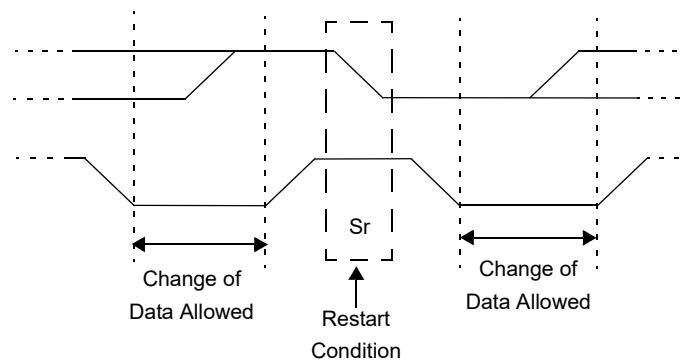 Sr
Change of
Data Allowed
Change of
Data Allowed
Restart
Condition